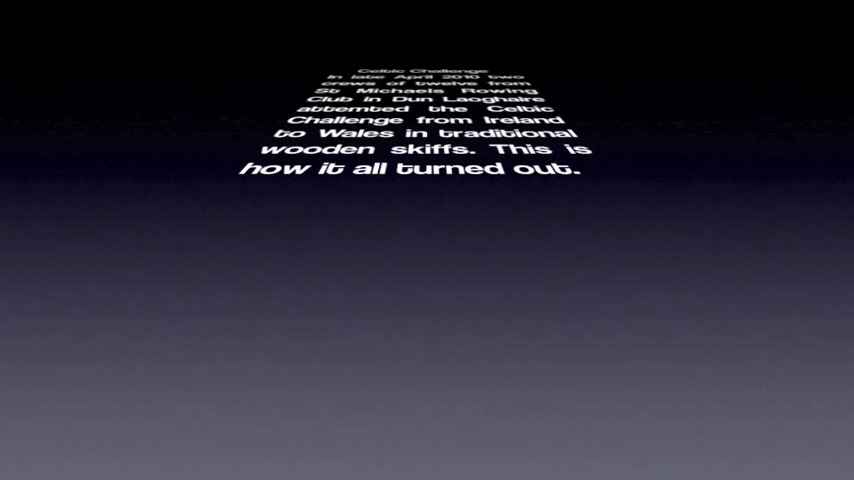 Celtic Challenge
In late April 2010 two
crews of twelve from
St Michaels Rowing
Club in Dun Laoghaire
attemted the Celtic
Challenge from Ireland
to Wales in traditional
wooden skiffs. This is
how it all turned out.